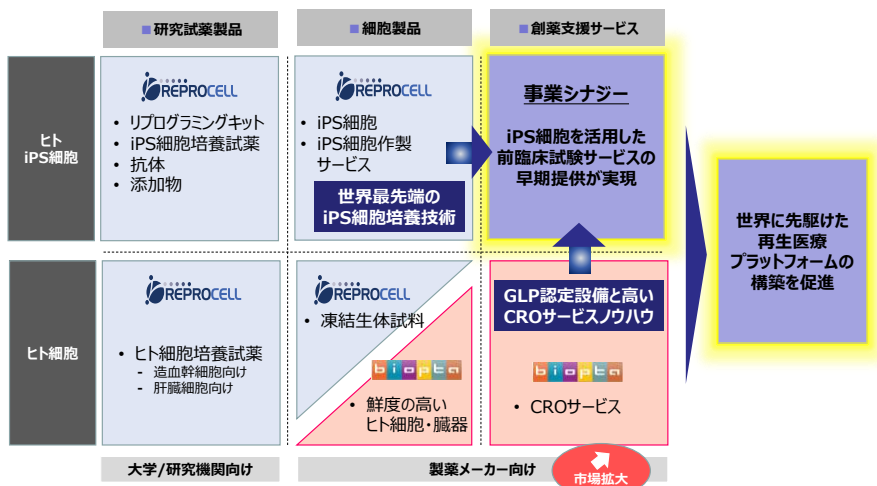 ■研究試薬製品
■細胞製品
■創薬支援サービス
ヒト
iPS細胞
REPROCELL
• リプログラミングキット
• iPS細胞培養試薬
• 抗体
• 添加物
REPROCELL
• iPS細胞
• iPS細胞作製
サービス
世界最先端の
iPS細胞培養技術
事業シナジー
iPS細胞を活用した
前臨床試験サービスの
早期提供が実現
世界に先駆けた
再生医療
プラットフォームの
構築を促進
ヒト細胞
REPROCELL
• ヒト細胞培養試薬
- 造血幹細胞向け
- 肝臓細胞向け
REPROCELL
• 凍結生体試料
biopta
• 鮮度の高い
ヒト細胞・臓器
GLP認定設備と高い
CROサービスノウハウ
biopta
• CROサービス
大学/研究機関向け
製薬メーカー向け
市場拡大